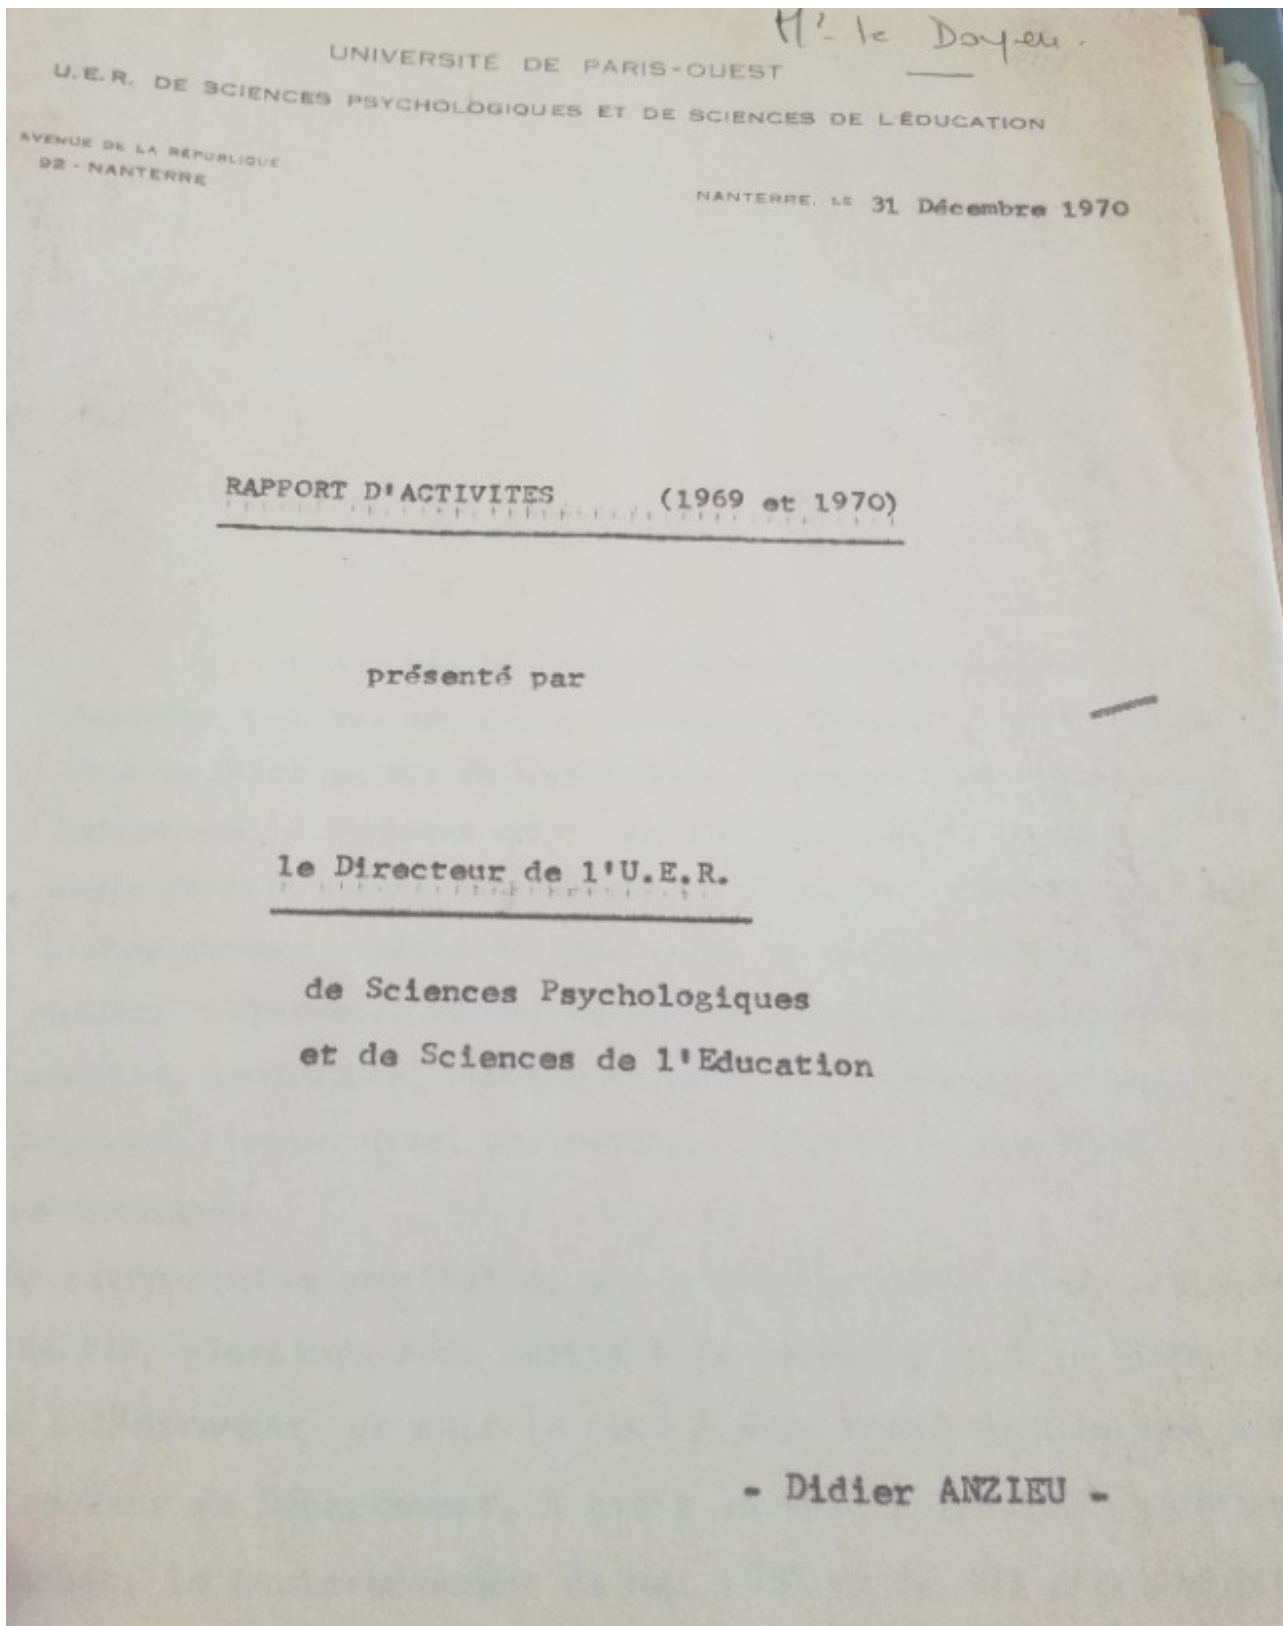 Mr le Doyen.
UNIVERSITÉ DE PARIS-OUEST
U.E.R. DE SCIENCES PSYCHOLOGIQUES ET DE SCIENCES DE L'ÉDUCATION
AVENUE DE LA RÉPUBLIQUE
92 - NANTERRE
NANTERRE, LE 31 Décembre 1970
RAPPORT D'ACTIVITES (1969 et 1970)
présenté par
le Directeur de l'U.E.R.
de Sciences Psychologiques
et de Sciences de l'Education
- Didier ANZIEU -